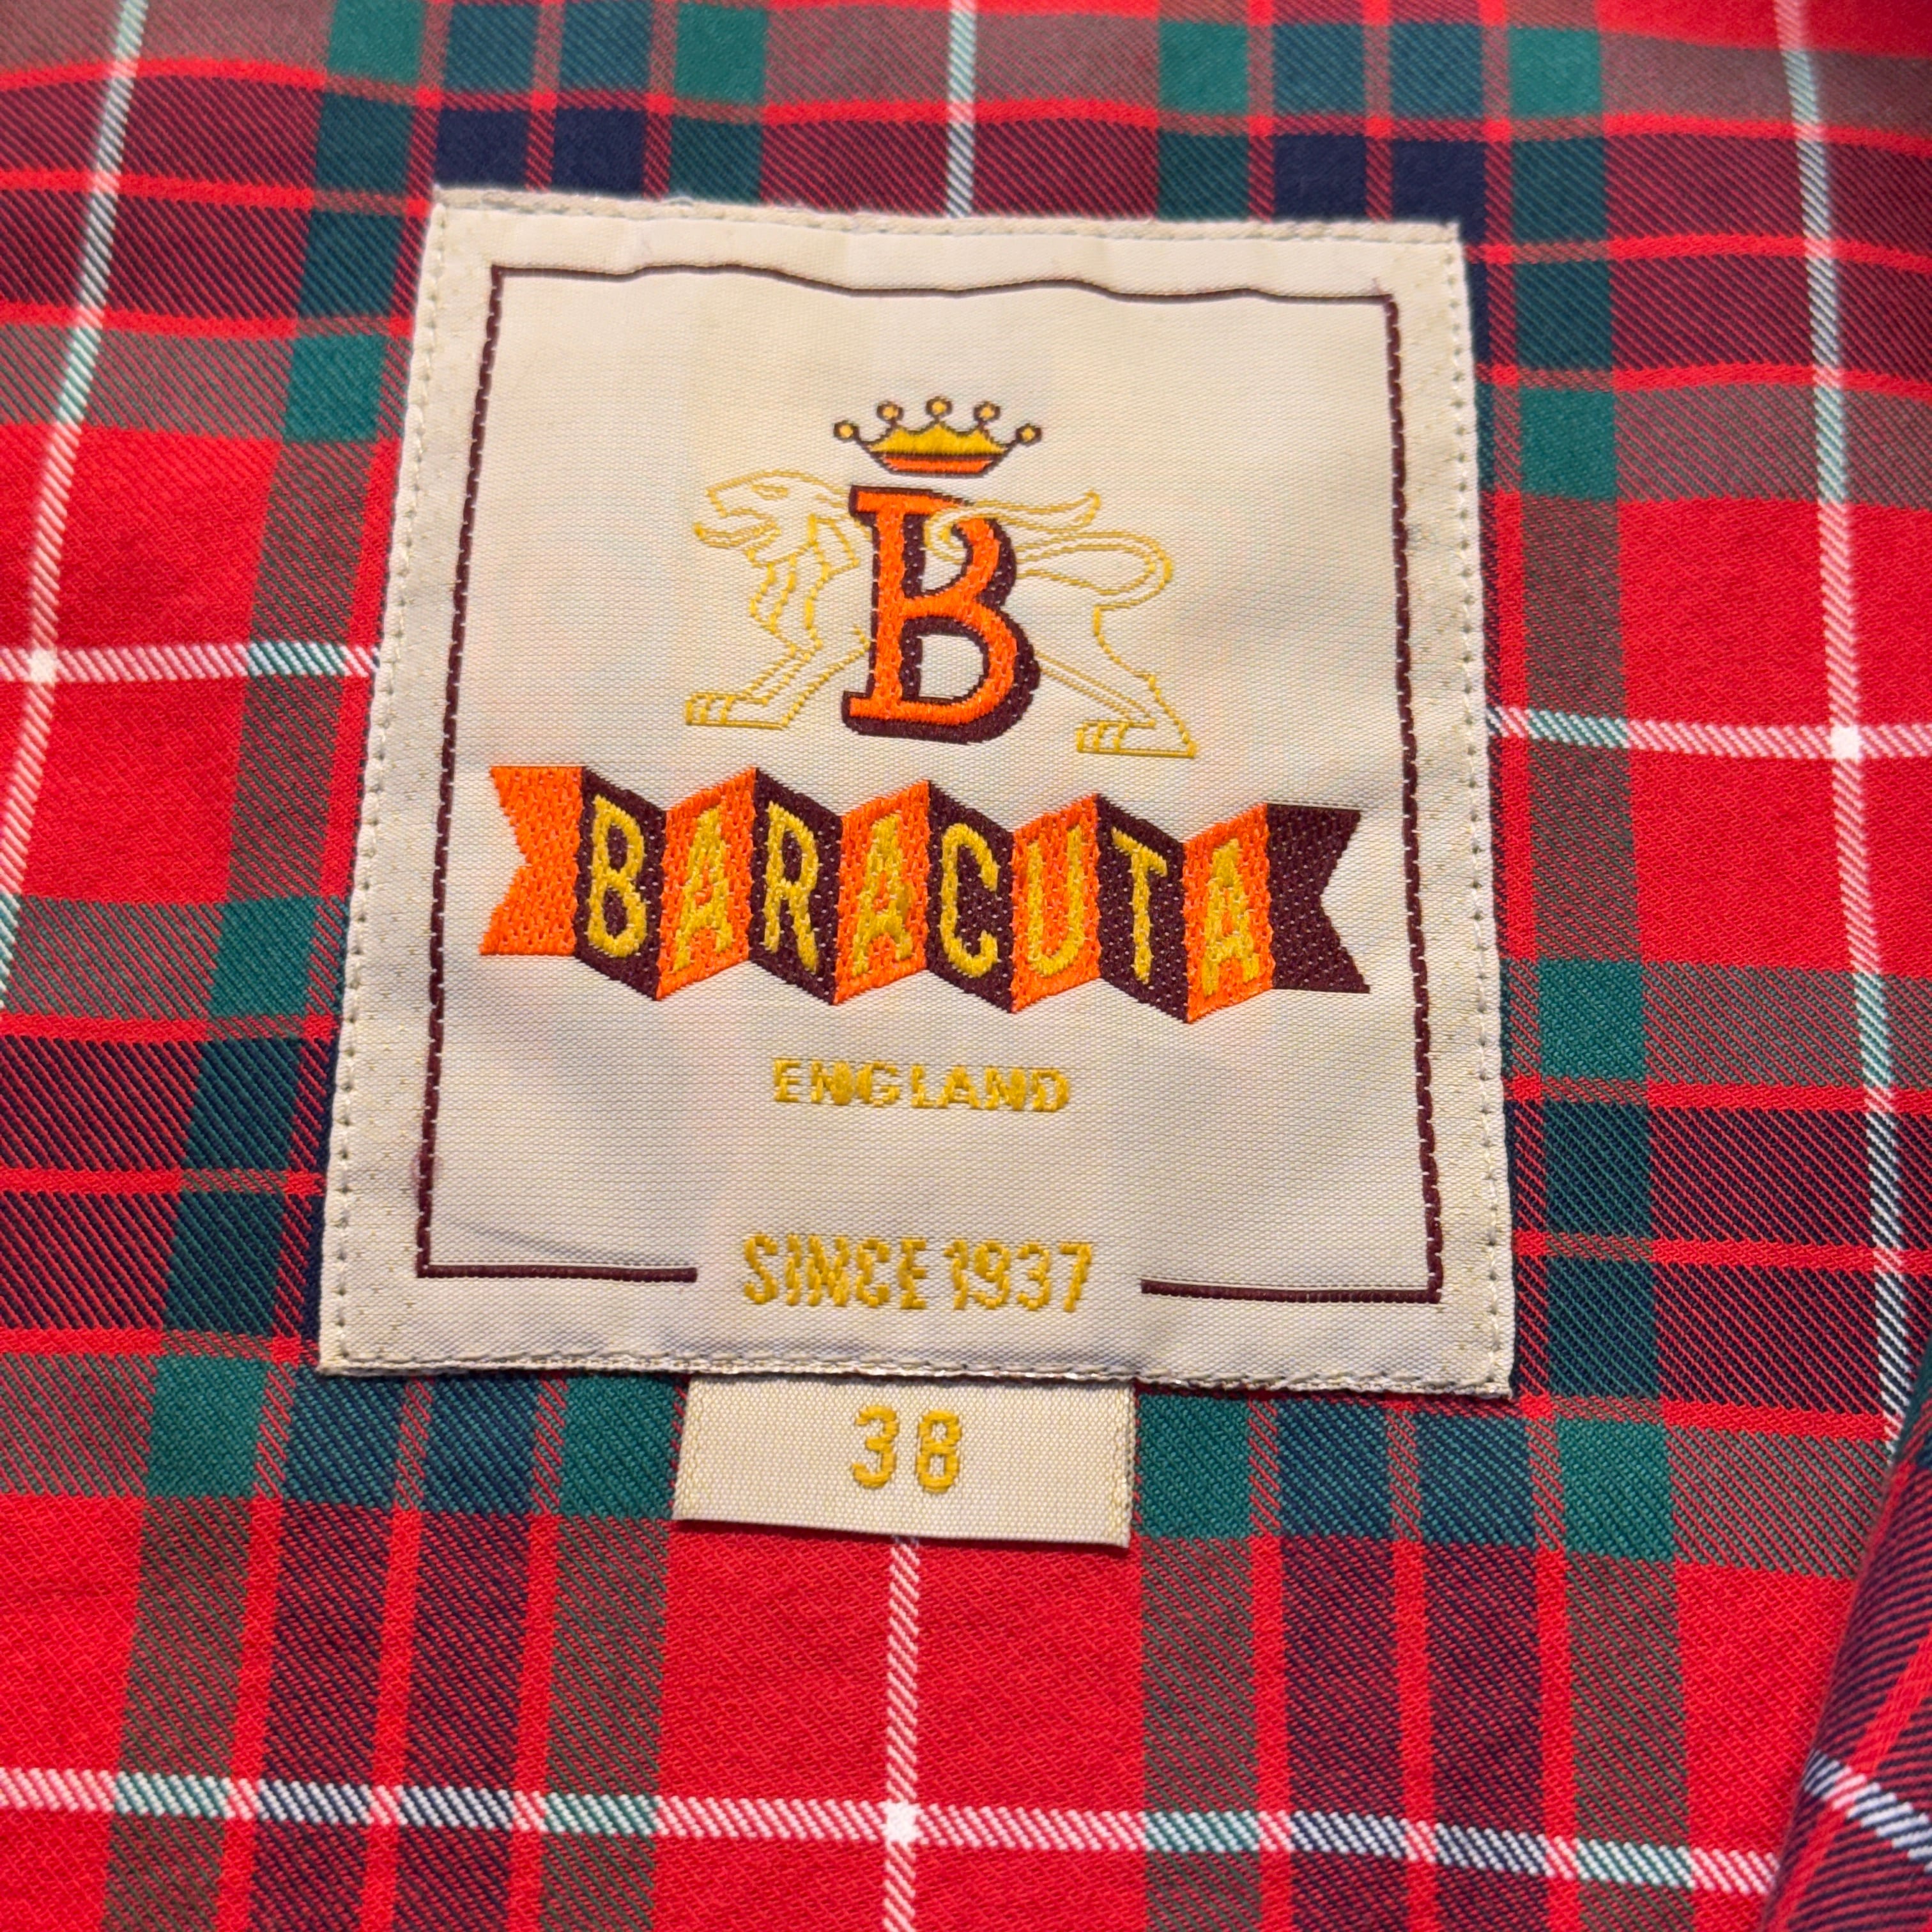 B
BARACUTA
ENGLAND
SINCE 1937
38